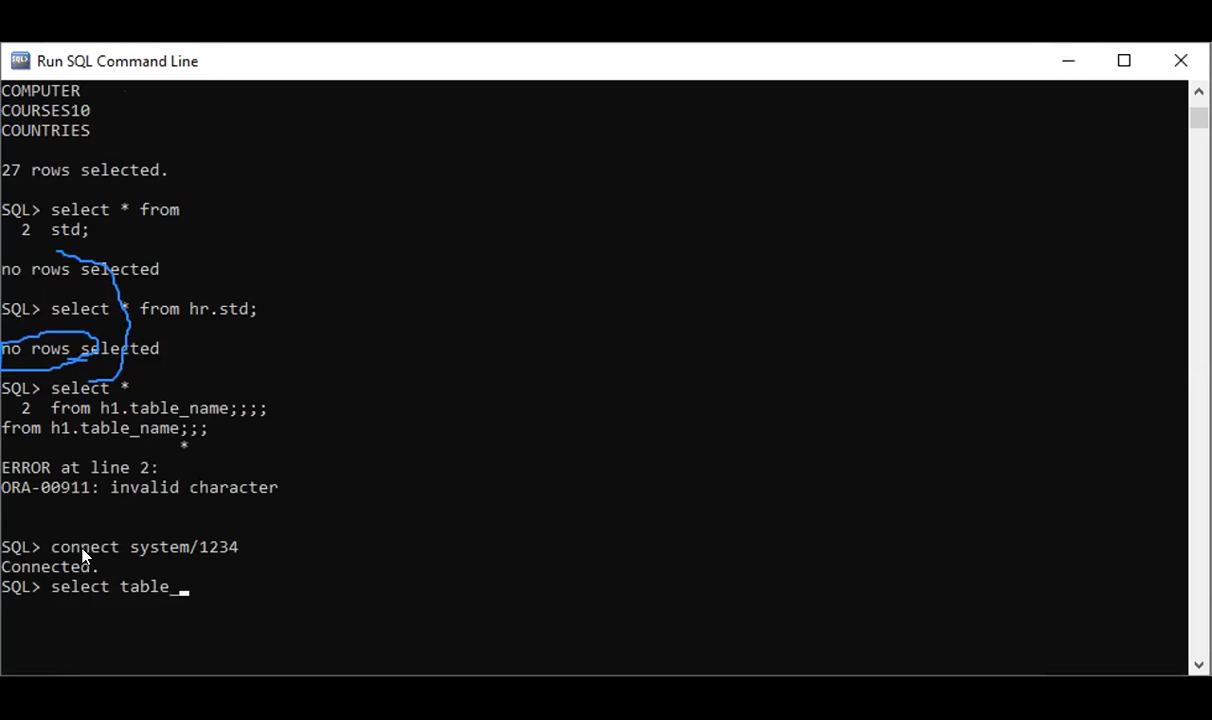 Run SQL Command Line
COMPUTER
COURSES10
COUNTRIES
27 rows selected.
SQL> select * from
2 std;
no rows selected
SQL> select * from hr.std;
no rows selected
SQL> select *
2 from h1.table_name;;;;
from h1.table_name;;;
*
ERROR at line 2:
ORA-00911: invalid character
SQL> connect system/1234
Connected.
SQL> select table_